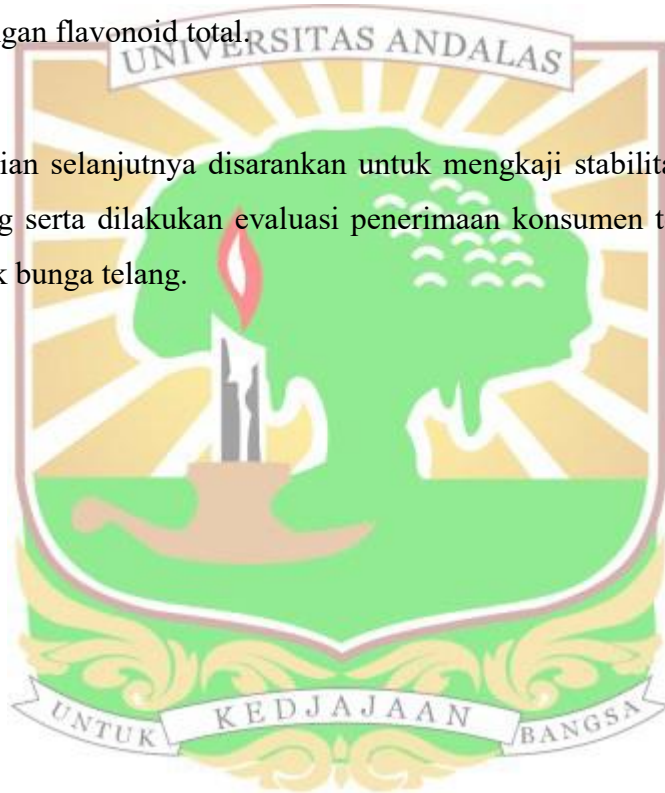 ngan flavonoid total.
UNIVERSITAS ANDALAS
ian selanjutnya disarankan untuk mengkaji stabilita
g serta dilakukan evaluasi penerimaan konsumen t
k bunga telang.
UNTUK KEDJAJAAN BANGSA